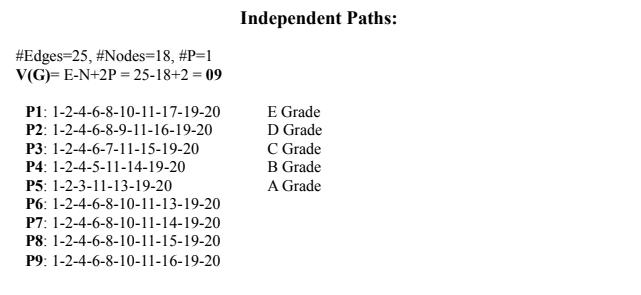 Independent Paths:
#Edges=25, #Nodes=18, #P=1
V(G)= E-N+2P = 25-18+2 = 09
P1: 1-2-4-6-8-10-11-17-19-20 E Grade
P2: 1-2-4-6-8-9-11-16-19-20 D Grade
P3: 1-2-4-6-7-11-15-19-20 C Grade
P4: 1-2-4-5-11-14-19-20 B Grade
P5: 1-2-3-11-13-19-20 A Grade
P6: 1-2-4-6-8-10-11-13-19-20
P7: 1-2-4-6-8-10-11-14-19-20
P8: 1-2-4-6-8-10-11-15-19-20
P9: 1-2-4-6-8-10-11-16-19-20